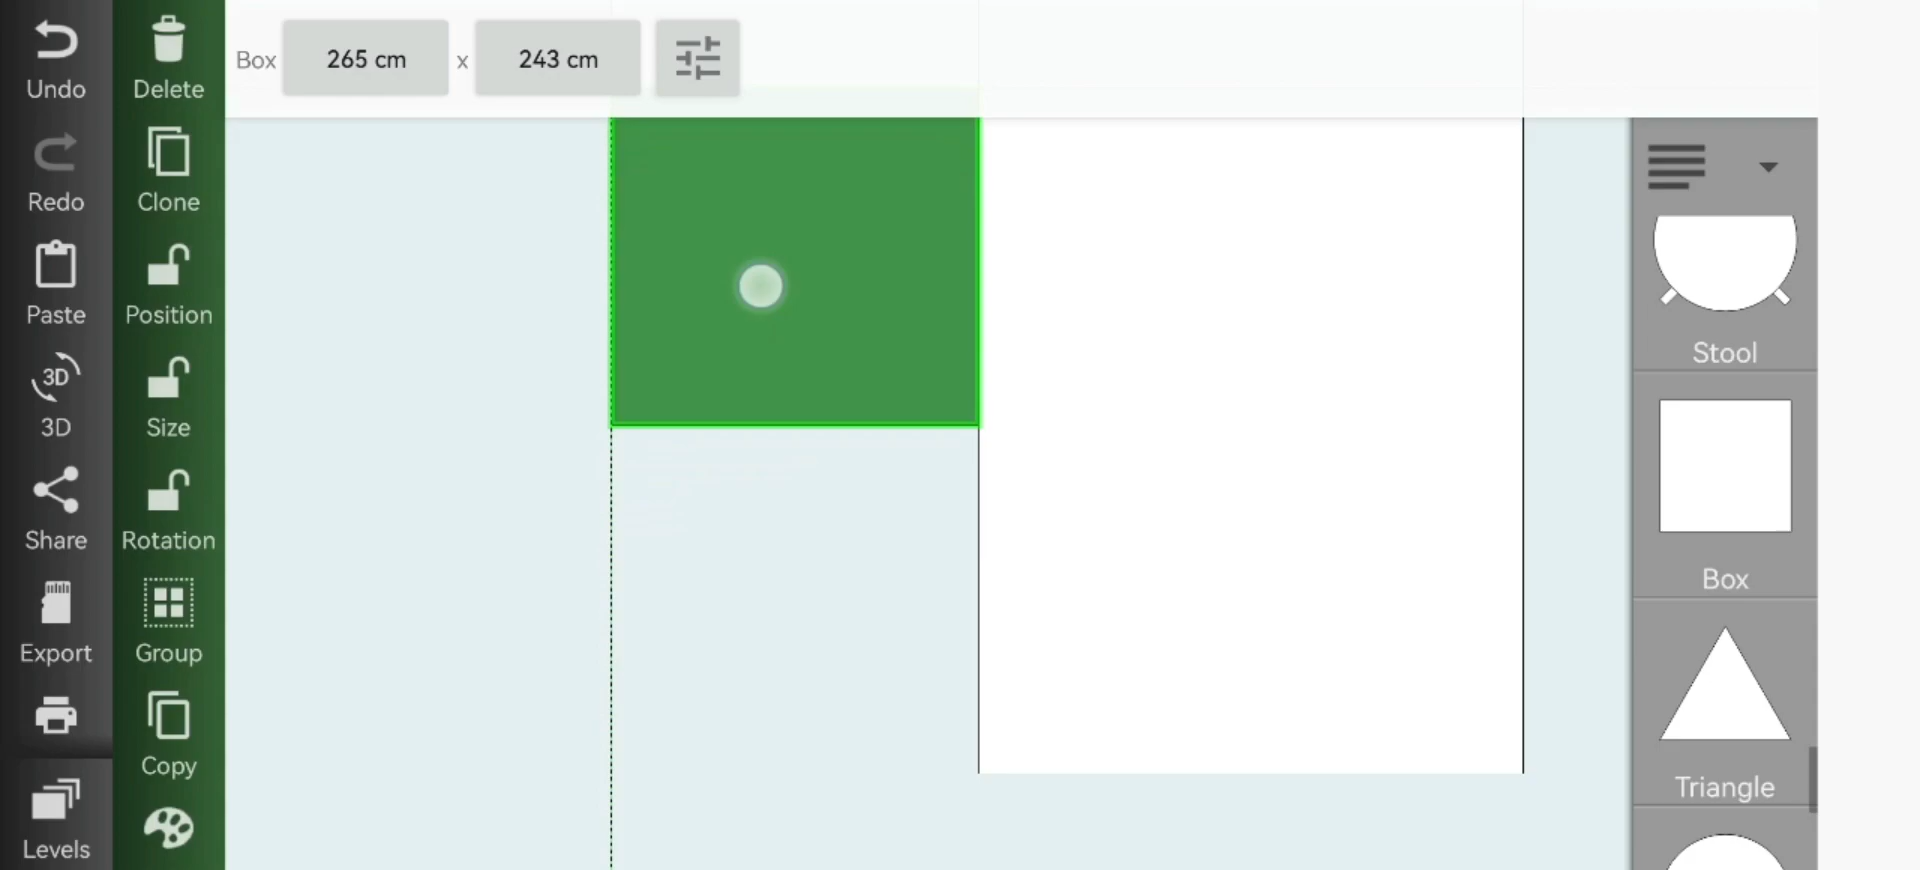 Undo
Redo
Paste
3D
3D
Share
Export
Levels
Delete
Clone
Position
Size
Rotation
Group
Copy
Box 265 cm x 243 cm
Stool
Box
Triangle